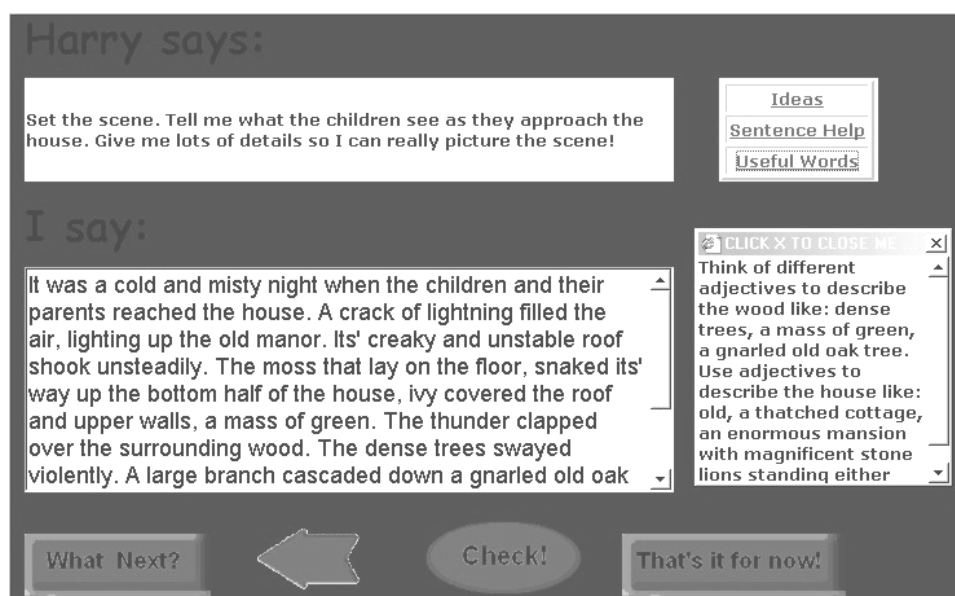 Harry says:
Set the scene. Tell me what the children see as they approach the
house. Give me lots of details so I can really picture the scene!
Ideas
Sentence Help
Useful Words
I say:
It was a cold and misty night when the children and their
parents reached the house. A crack of lightning filled the
air, lighting up the old manor. Its' creaky and unstable roof
shook unsteadily. The moss that lay on the floor, snaked its'
way up the bottom half of the house, ivy covered the roof
and upper walls, a mass of green. The thunder clapped
over the surrounding wood. The dense trees swayed
violently. A large branch cascaded down a gnarled old oak
CLICK X TO CLOSE ME
Think of different
adjectives to describe
the wood like: dense
trees, a mass of green,
a gnarled old oak tree.
Use adjectives to
describe the house like:
old, a thatched cottage,
an enormous mansion
with magnificent stone
lions standing either
What Next?
Check!
That's it for now!